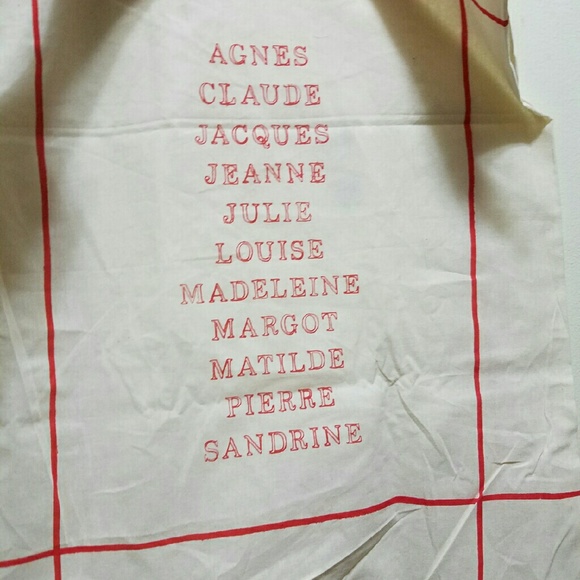 AGNES
CLAUDE
JACQUES
JEANNE
JULIE
LOUISE
MADELEINE
MARGOT
MATILDE
PIERRE
SANDRINE